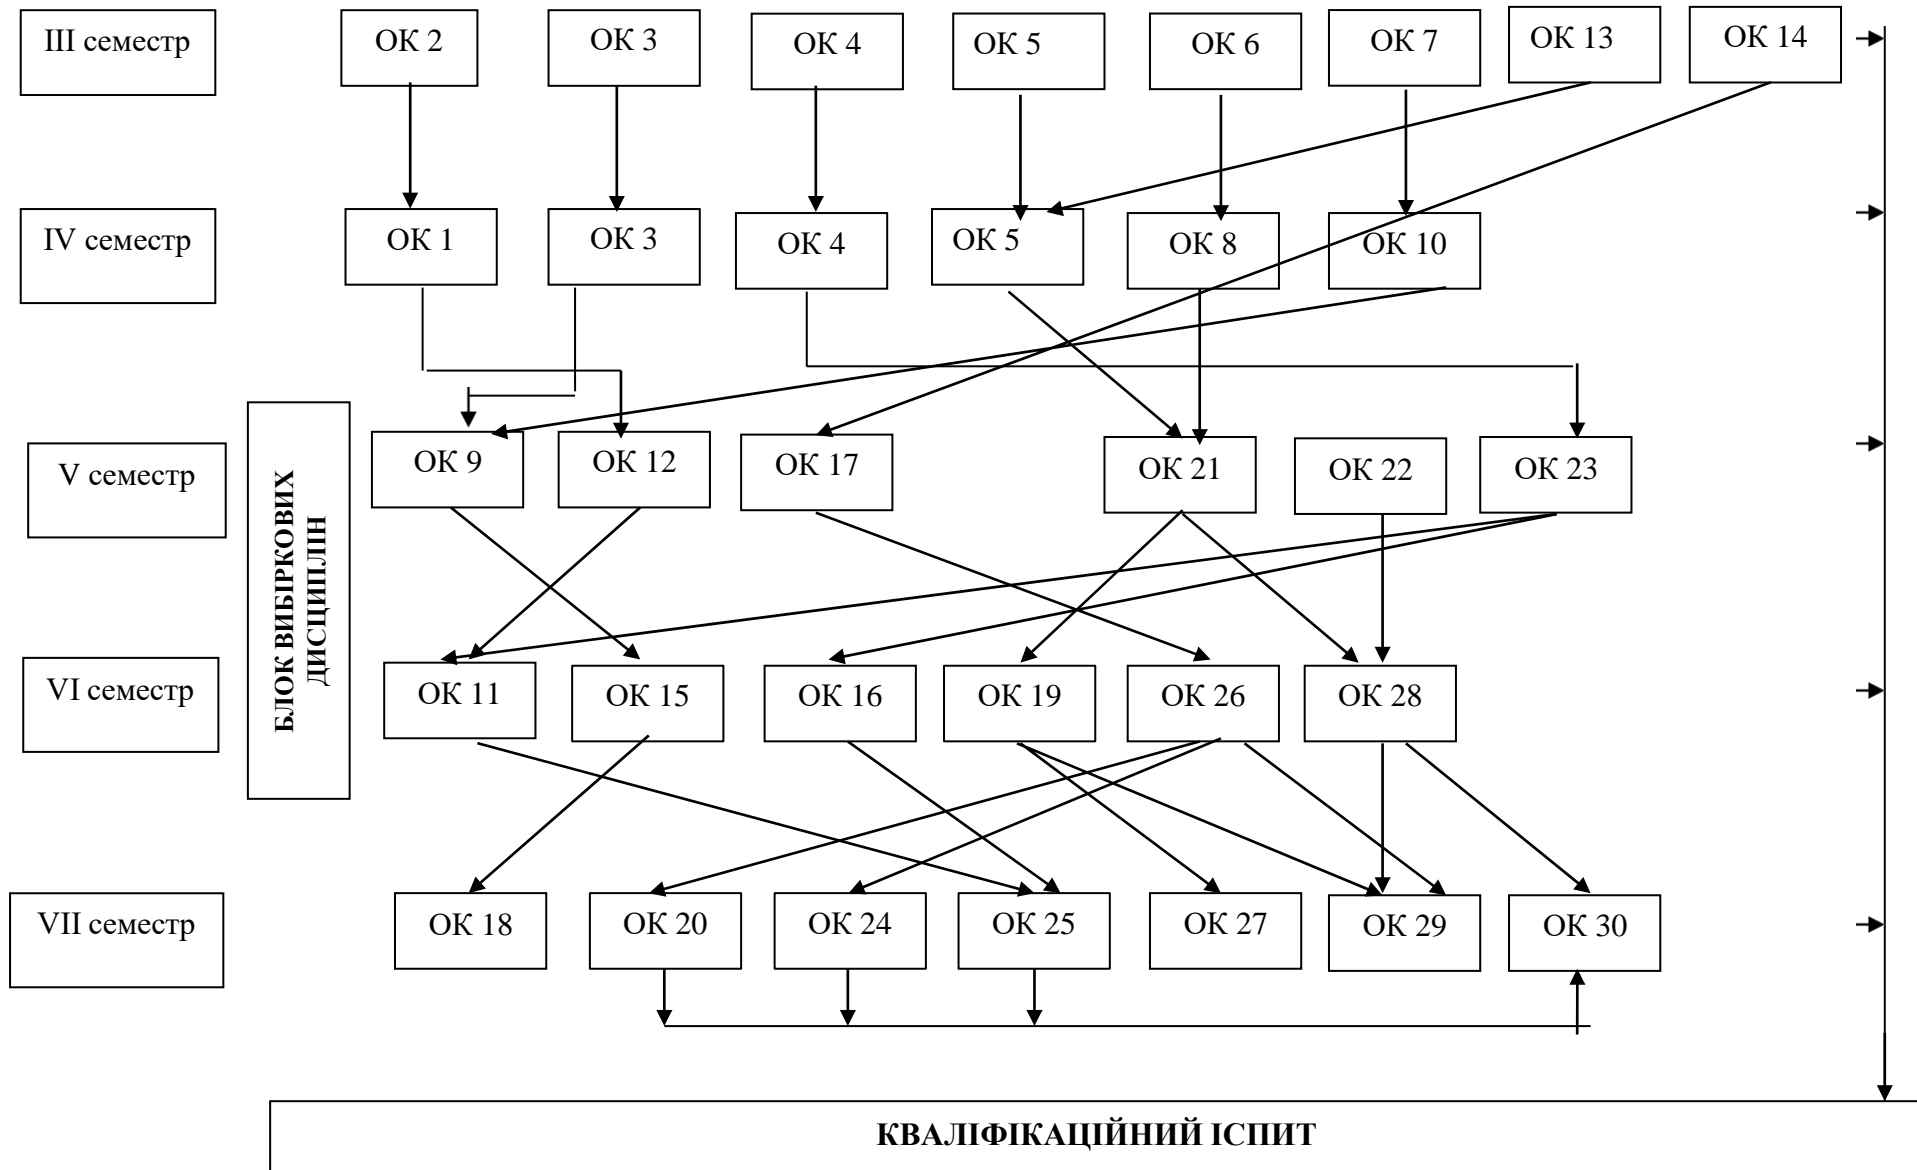 III семестр
ОК 2
ОК 3
ОК 4
ОК 5
ОК 6
ОК 7
ОК 13
ОК 14
IV семестр
ОК 1
ОК 3
ОК 4
ОК 5
ОК 8
ОК 10
БЛОК ВИБІРКОВИХ
ДИСЦИПЛІН
V семестр
ОК 9
ОК 12
ОК 17
ОК 21
ОК 22
ОК 23
VI семестр
ОК 11
ОК 15
ОК 16
ОК 19
ОК 26
ОК 28
VII семестр
ОК 18
ОК 20
ОК 24
ОК 25
ОК 27
ОК 29
ОК 30
КВАЛІФІКАЦІЙНИЙ ІСПИТ